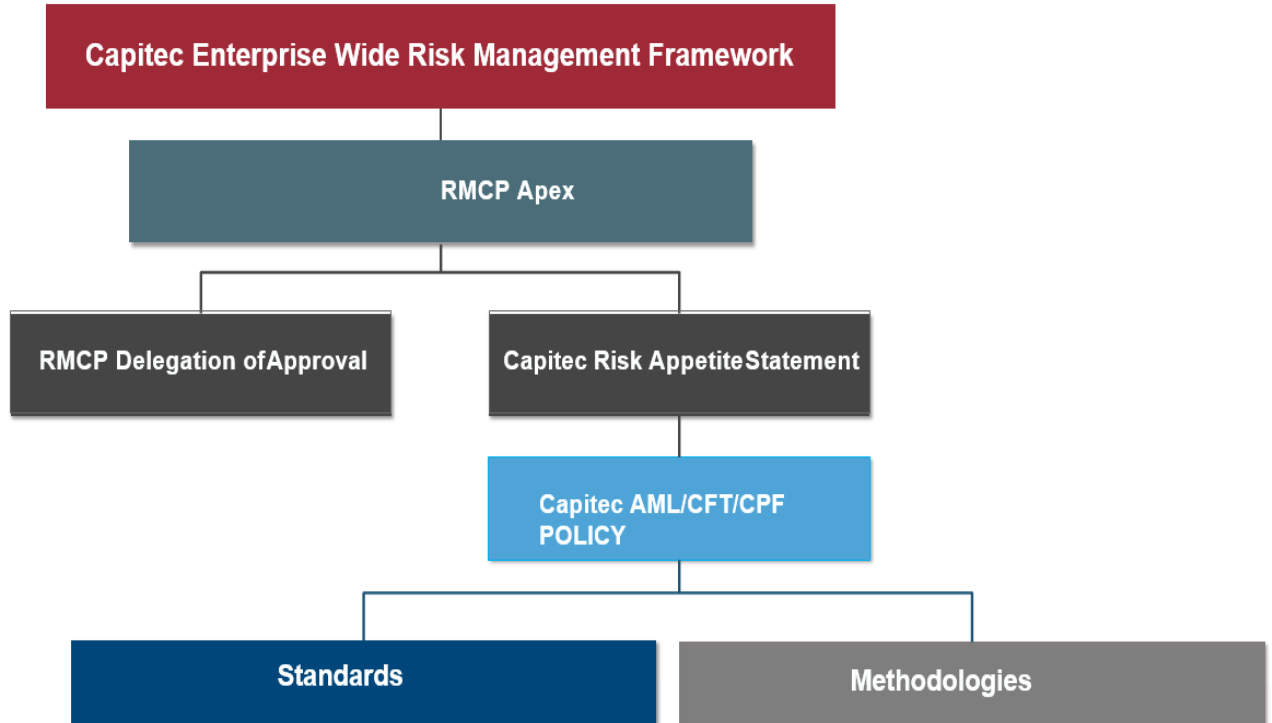 Capitec Enterprise Wide Risk Management Framework
RMCP Apex
RMCP Delegation ofApproval
Capitec Risk AppetiteStatement
Capitec AML/CFT/CPF
POLICY
Standards
Methodologies